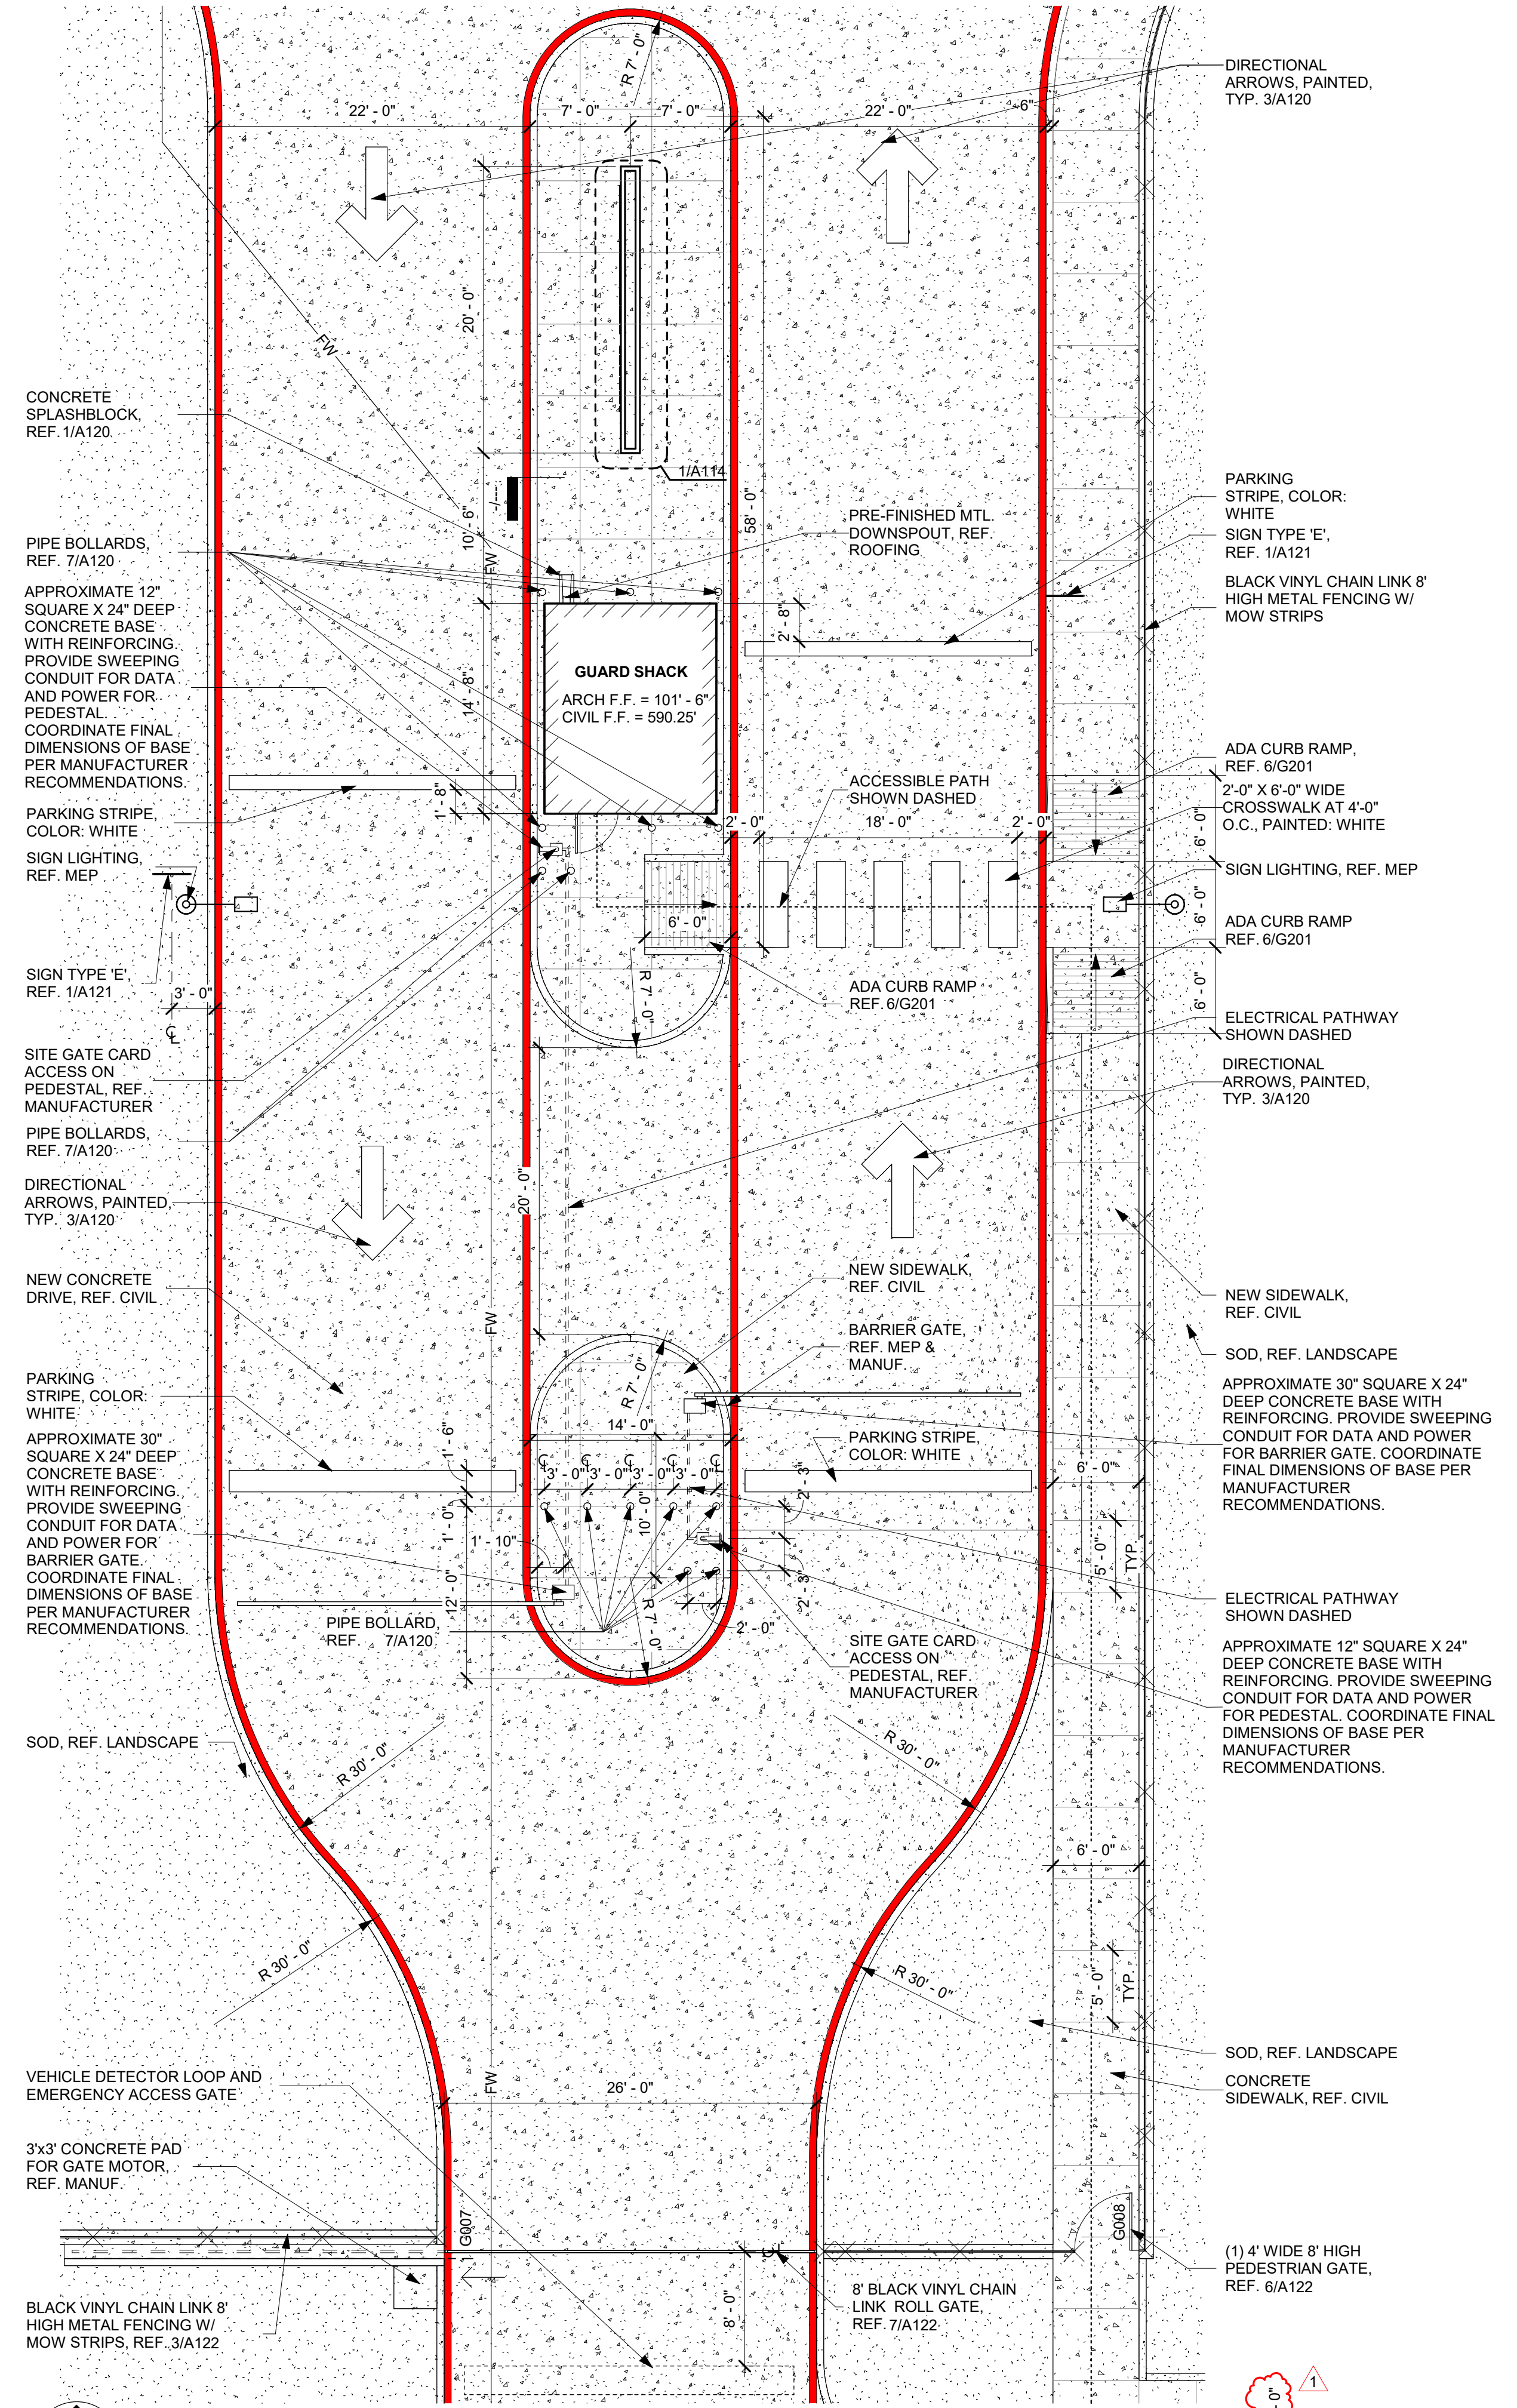 DIRECTIONAL
ARROWS, PAINTED,
TYP. 3/A120
R 7' - 0"
22' - 0"
7' - 0"
7' - 0"
22' - 0"
6"
20' - 0"
FW
CONCRETE
SPLASHBLOCK,
REF. 1/A120
1/A114
10' - 6"
-/---
58' - 0"
FW
PIPE BOLLARDS,
REF. 7/A120
PRE-FINISHED MTL.
DOWNSPOUT, REF.
ROOFING
PARKING
STRIPE, COLOR:
WHITE
SIGN TYPE 'E',
REF. 1/A121
BLACK VINYL CHAIN LINK 8'
HIGH METAL FENCING W/
MOW STRIPS
APPROXIMATE 12"
SQUARE X 24" DEEP
CONCRETE BASE
WITH REINFORCING.
PROVIDE SWEEPING
CONDUIT FOR DATA
AND POWER FOR
PEDESTAL.
COORDINATE FINAL
DIMENSIONS OF BASE
PER MANUFACTURER
RECOMMENDATIONS.
2' - 8"
14' - 8"
GUARD SHACK
ARCH F.F. = 101' - 6"
CIVIL F.F. = 590.25'
1' - 8"
ACCESSIBLE PATH
SHOWN DASHED
ADA CURB RAMP,
REF. 6/G201
2'-0" X 6'-0" WIDE
CROSSWALK AT 4'-0"
O.C., PAINTED: WHITE
PARKING STRIPE,
COLOR: WHITE
2' - 0"
18' - 0"
2' - 0"
6' - 0"
SIGN LIGHTING,
REF. MEP
SIGN LIGHTING, REF. MEP
6' - 0"
6' - 0"
ADA CURB RAMP
REF. 6/G201
SIGN TYPE 'E',
REF. 1/A121
3' - 0"
R 7' - 0"
ADA CURB RAMP
REF. 6/G201
6' - 0"
ELECTRICAL PATHWAY
SHOWN DASHED
SITE GATE CARD
ACCESS ON
PEDESTAL, REF.
MANUFACTURER
DIRECTIONAL
ARROWS, PAINTED,
TYP. 3/A120
PIPE BOLLARDS,
REF. 7/A120
DIRECTIONAL
ARROWS, PAINTED,
TYP. 3/A120
20' - 0"
NEW CONCRETE
DRIVE, REF. CIVIL
NEW SIDEWALK,
REF. CIVIL
NEW SIDEWALK,
REF. CIVIL
FW
BARRIER GATE,
REF. MEP &
MANUF.
SOD, REF. LANDSCAPE
PARKING
STRIPE, COLOR:
WHITE
R 7' - 0"
14' - 0"
APPROXIMATE 30" SQUARE X 24"
DEEP CONCRETE BASE WITH
REINFORCING. PROVIDE SWEEPING
CONDUIT FOR DATA AND POWER
FOR BARRIER GATE. COORDINATE
FINAL DIMENSIONS OF BASE PER
MANUFACTURER
RECOMMENDATIONS.
APPROXIMATE 30"
SQUARE X 24" DEEP
CONCRETE BASE
WITH REINFORCING.
PROVIDE SWEEPING
CONDUIT FOR DATA
AND POWER FOR
BARRIER GATE.
COORDINATE FINAL
DIMENSIONS OF BASE
PER MANUFACTURER
RECOMMENDATIONS.
PARKING STRIPE,
COLOR: WHITE
1' - 6"
3' - 0" 3' - 0" 3' - 0" 3' - 0"
2' - 3"
6' - 0"
1' - 0"
10' - 0"
1' - 10"
5' - 0"
TYP.
12' - 0"
2' - 3"
R 7' - 0"
2' - 0"
PIPE BOLLARD,
REF. 7/A120
ELECTRICAL PATHWAY
SHOWN DASHED
SITE GATE CARD
ACCESS ON
PEDESTAL, REF.
MANUFACTURER
APPROXIMATE 12" SQUARE X 24"
DEEP CONCRETE BASE WITH
REINFORCING. PROVIDE SWEEPING
CONDUIT FOR DATA AND POWER
FOR PEDESTAL. COORDINATE FINAL
DIMENSIONS OF BASE PER
MANUFACTURER
RECOMMENDATIONS.
SOD, REF. LANDSCAPE
R 30' - 0"
R 30' - 0"
6' - 0"
R 30' - 0"
R 30' - 0"
5' - 0"
TYP.
SOD, REF. LANDSCAPE
VEHICLE DETECTOR LOOP AND
EMERGENCY ACCESS GATE
FW
26' - 0"
CONCRETE
SIDEWALK, REF. CIVIL
3'x3' CONCRETE PAD
FOR GATE MOTOR,
REF. MANUF.
G007
G008
(1) 4' WIDE 8' HIGH
PEDESTRIAN GATE,
REF. 6/A122
BLACK VINYL CHAIN LINK 8'
HIGH METAL FENCING W/
MOW STRIPS, REF. 3/A122
8' - 0"
8' BLACK VINYL CHAIN
LINK ROLL GATE,
REF. 7/A122
1